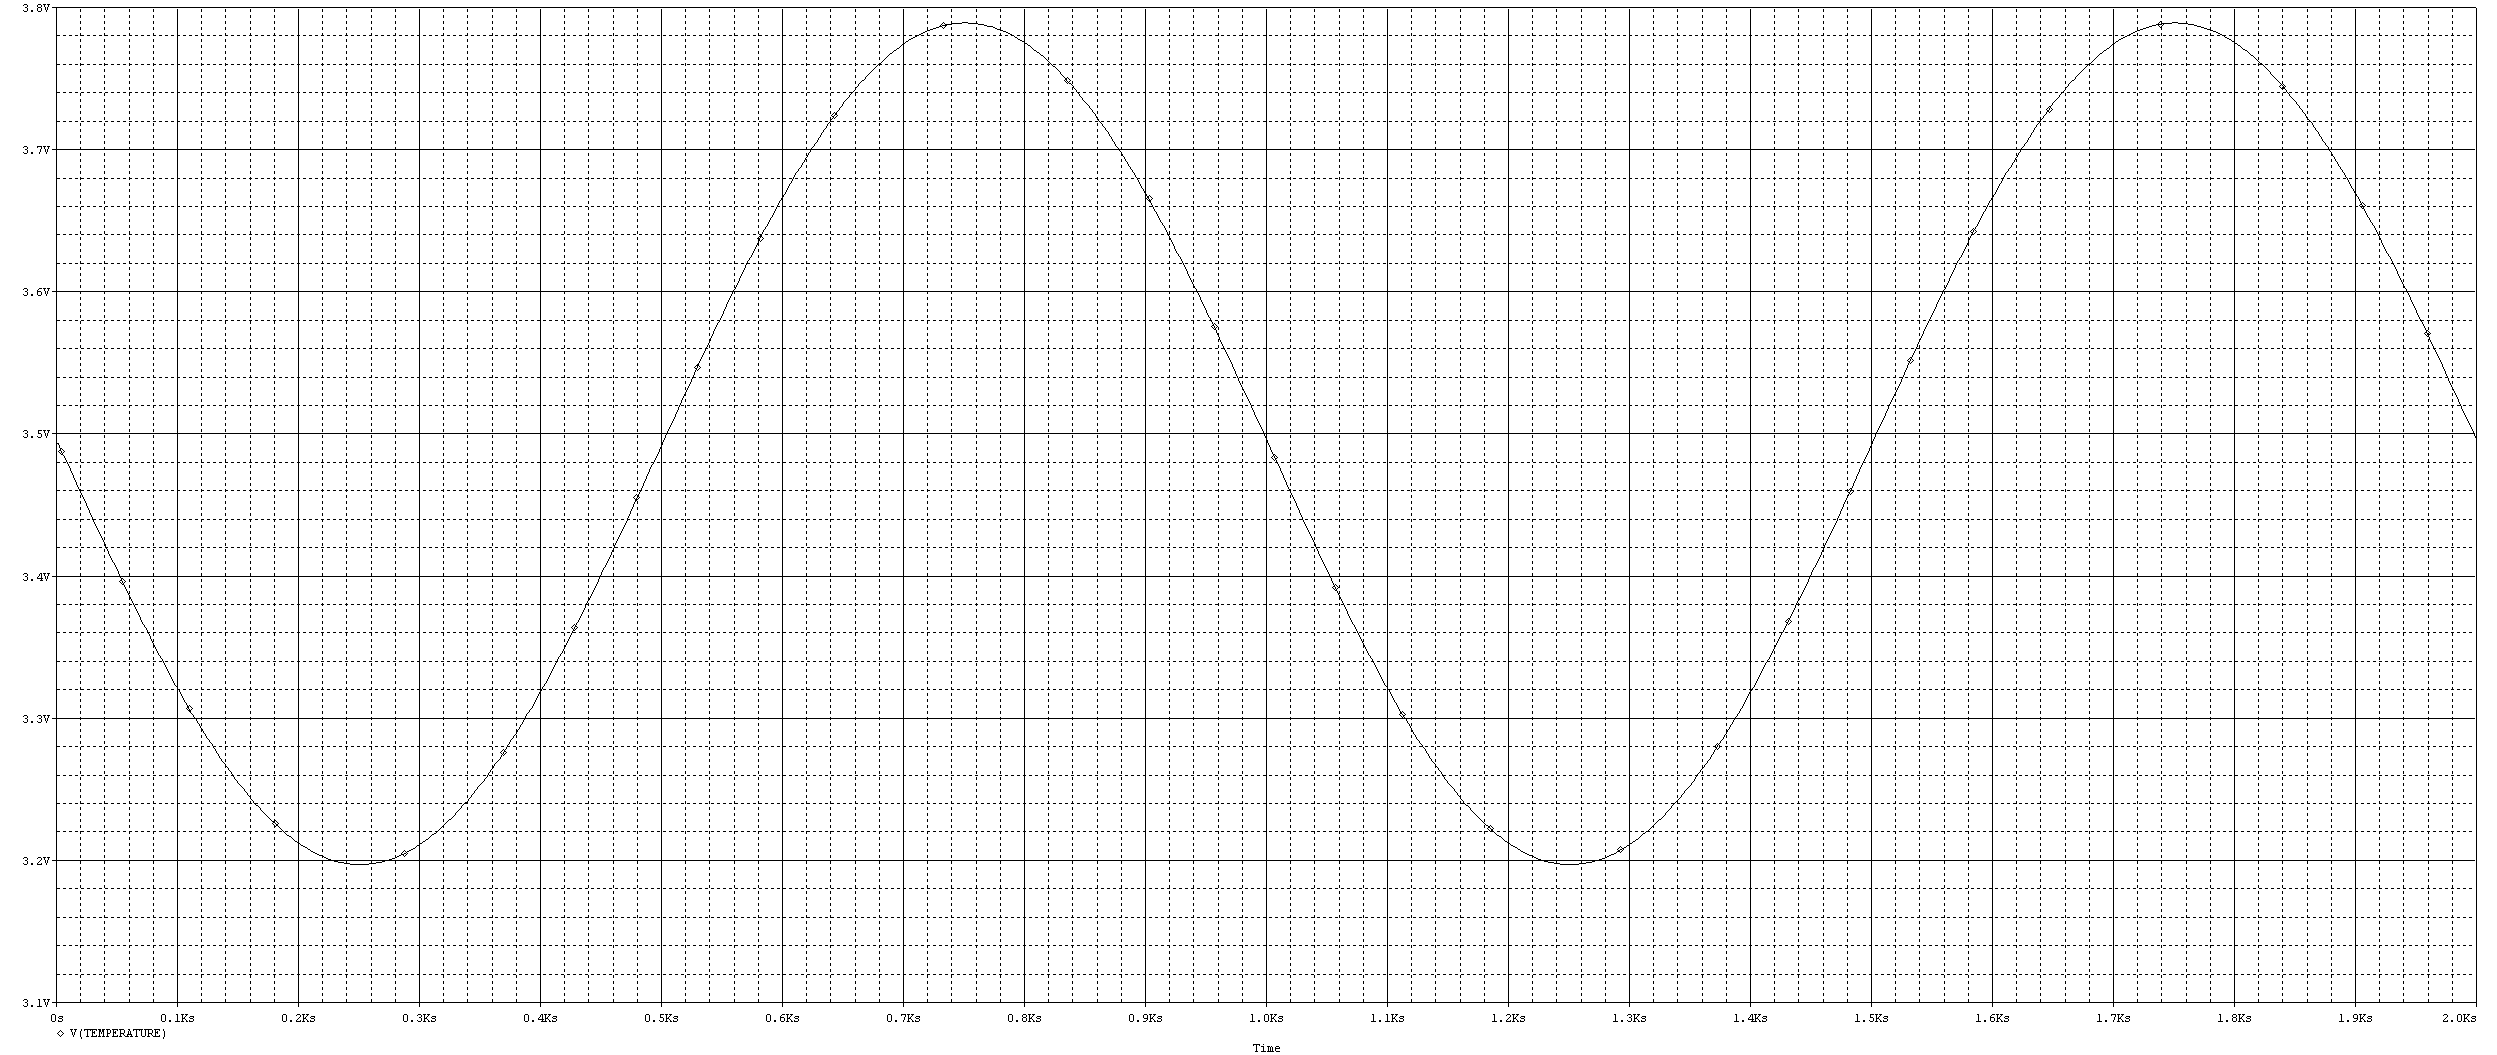 3.8V
3.7V
3.6V
3.5V
3.4V
3.3V
3.2V
3.1V
0s 0.1Ks 0.2Ks 0.3Ks 0.4Ks 0.5Ks 0.6Ks 0.7Ks 0.8Ks 0.9Ks 1.0Ks 1.1Ks 1.2Ks 1.3Ks 1.4Ks 1.5Ks 1.6Ks 1.7Ks 1.8Ks 1.9Ks 2.0Ks
◇ V(TEMPERATURE)
Time